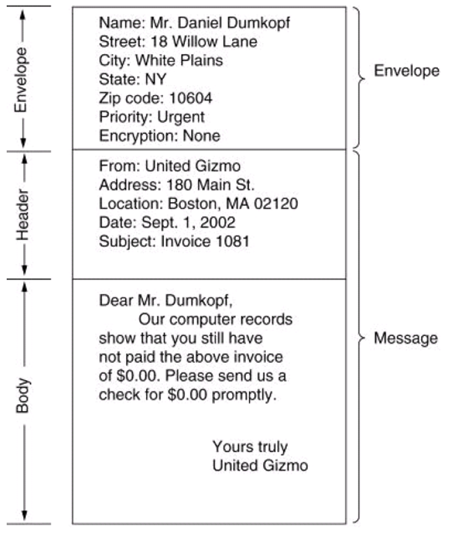 Envelope
Name: Mr. Daniel Dumkopf
Street: 18 Willow Lane
City: White Plains
State: NY
Zip code: 10604
Priority: Urgent
Encryption: None
Envelope
Header
From: United Gizmo
Address: 180 Main St.
Location: Boston, MA 02120
Date: Sept. 1, 2002
Subject: Invoice 1081
Body
Dear Mr. Dumkopf,
Our computer records
show that you still have
not paid the above invoice
of $0.00. Please send us a
check for $0.00 promptly.
Yours truly
United Gizmo
Message